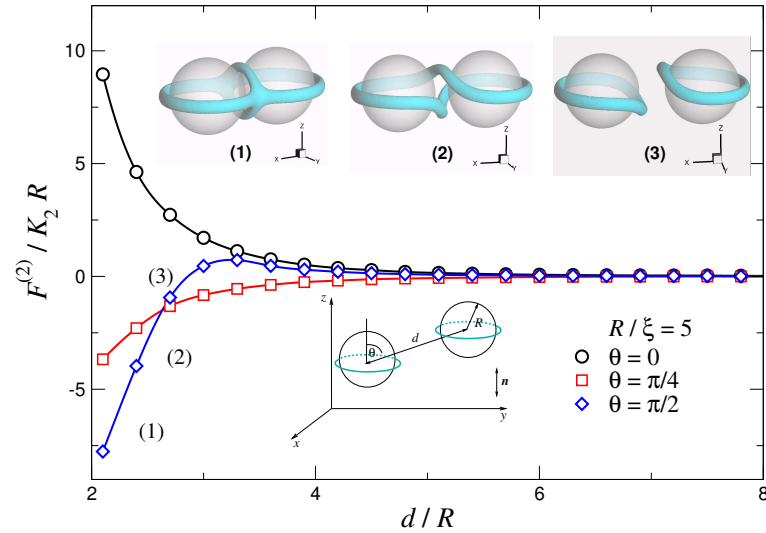 10
5
0
-5
F^{(2)} / K_2 R
2
4
6
8
d / R
(1)
(2)
(3)
Z
X
Y
Z
X
Y
Z
X
Y
(3)
(2)
(1)
z
θ
d
R
n
y
x
R / ξ = 5
θ = 0
θ = π/4
θ = π/2